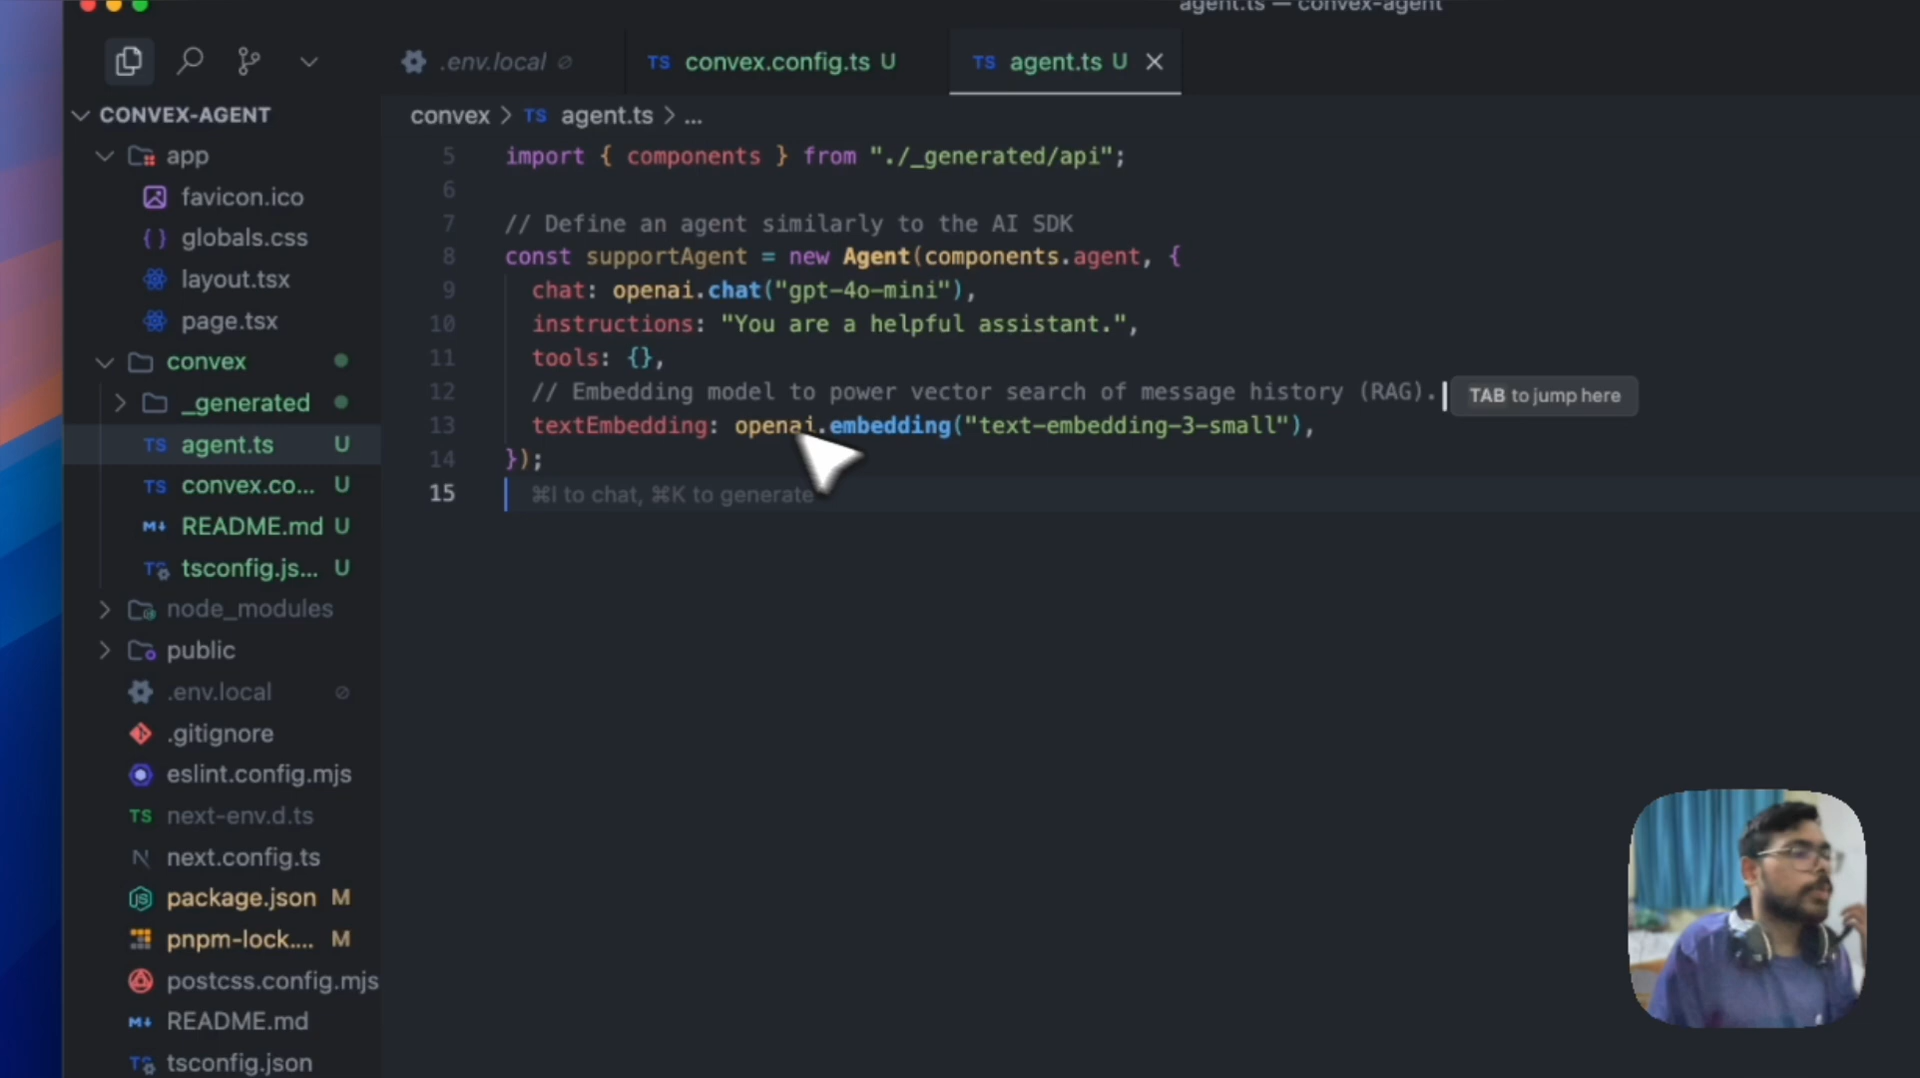 agent.ts — convex-agent
.env.local
TS convex.config.ts U
TS agent.ts U
CONVEX-AGENT
app
favicon.ico
globals.css
layout.tsx
page.tsx
convex
_generated
TS agent.ts U
TS convex.co... U
README.md U
TS tsconfig.js... U
node_modules
public
.env.local
.gitignore
eslint.config.mjs
TS next-env.d.ts
next.config.ts
package.json M
pnpm-lock.... M
postcss.config.mjs
README.md
TS tsconfig.json
convex > TS agent.ts > ...
5 import { components } from "./_generated/api";
6
7 // Define an agent similarly to the AI SDK
8 const supportAgent = new Agent(components.agent, {
9 chat: openai.chat("gpt-4o-mini"),
10 instructions: "You are a helpful assistant.",
11 tools: {},
12 // Embedding model to power vector search of message history (RAG). TAB to jump here
13 textEmbedding: openai.embedding("text-embedding-3-small"),
14 });
15 ⌘I to chat, ⌘K to generate